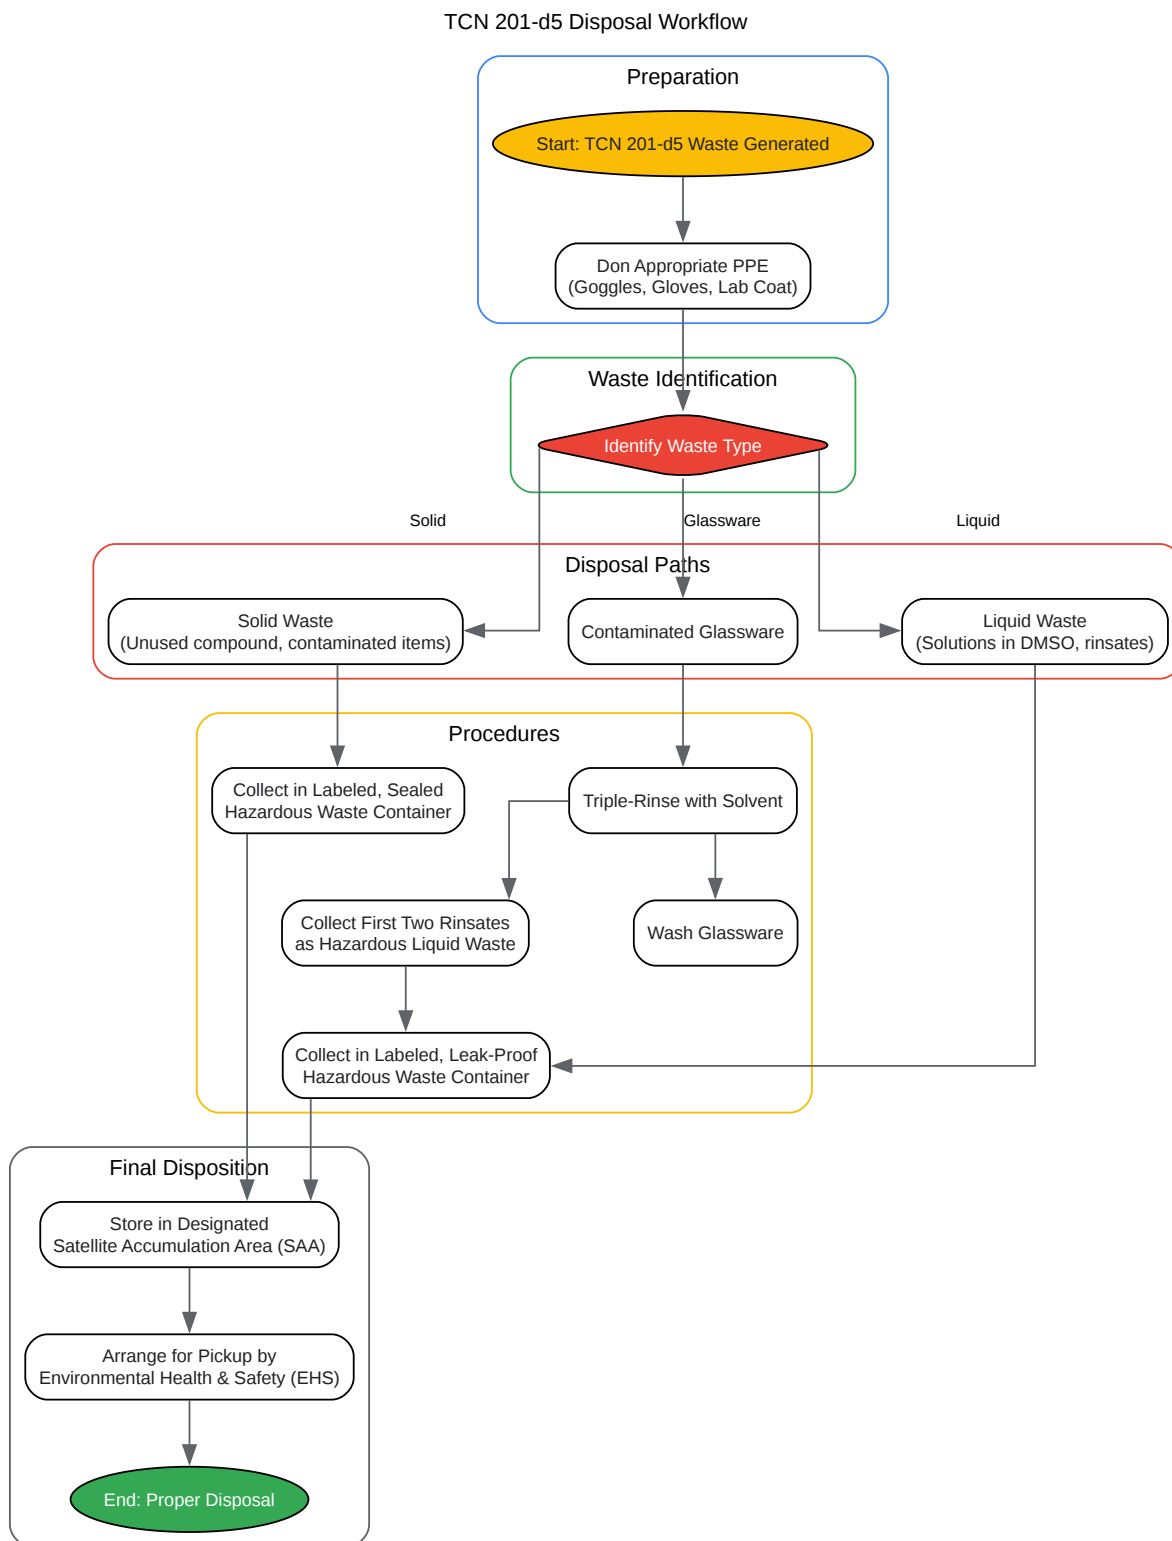 TCN 201-d5 Disposal Workflow
Preparation
Start: TCN 201-d5 Waste Generated
Don Appropriate PPE
(Goggles, Gloves, Lab Coat)
Waste Identification
Identify Waste Type
Solid
Glassware
Liquid
Disposal Paths
Solid Waste
(Unused compound, contaminated items)
Contaminated Glassware
Liquid Waste
(Solutions in DMSO, rinsates)
Procedures
Collect in Labeled, Sealed
Hazardous Waste Container
Triple-Rinse with Solvent
Collect First Two Rinsates
as Hazardous Liquid Waste
Wash Glassware
Collect in Labeled, Leak-Proof
Hazardous Waste Container
Final Disposition
Store in Designated
Satellite Accumulation Area (SAA)
Arrange for Pickup by
Environmental Health & Safety (EHS)
End: Proper Disposal